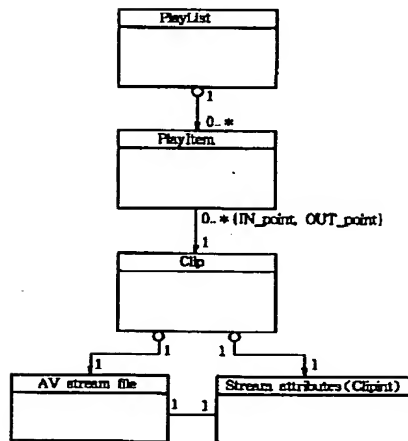 PlayList
1
0..*
PlayItem
0..* {IN_point, OUT_point}
1
Clip
1 1
1 1
AV stream file
Stream attributes(Clipinf)
1 1